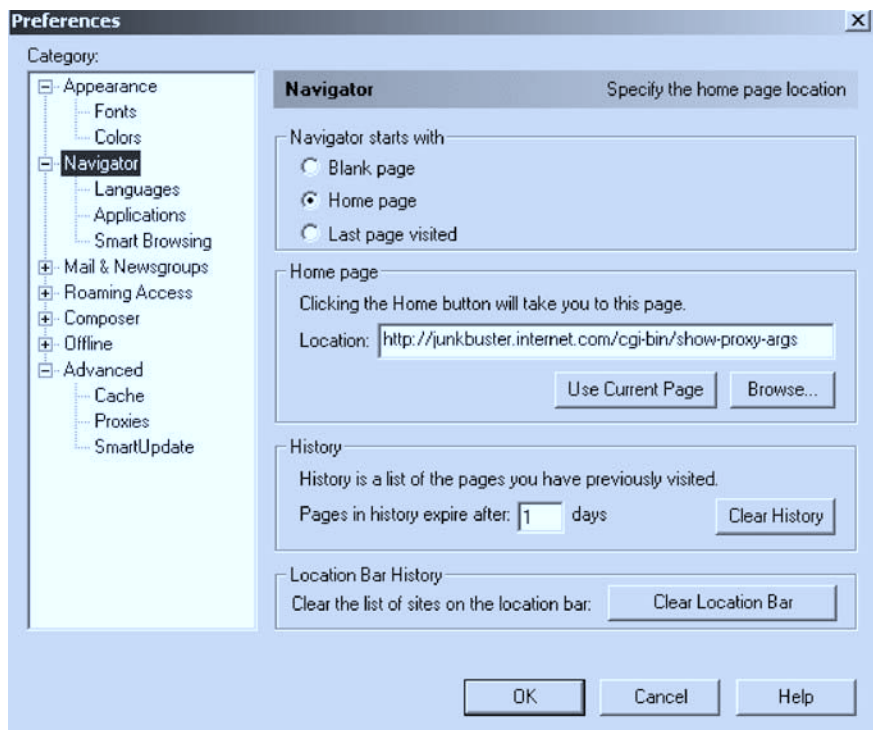 Preferences
Category:
Appearance
Fonts
Colors
Navigator
Languages
Applications
Smart Browsing
Mail & Newsgroups
Roaming Access
Composer
Offline
Advanced
Cache
Proxies
SmartUpdate
Navigator Specify the home page location
Navigator starts with
Blank page
Home page
Last page visited
Home page
Clicking the Home button will take you to this page.
Location: http://junkbuster.internet.com/cgi-bin/show-proxy-args
Use Current Page Browse...
History
History is a list of the pages you have previously visited.
Pages in history expire after: 1 days Clear History
Location Bar History
Clear the list of sites on the location bar: Clear Location Bar
OK Cancel Help